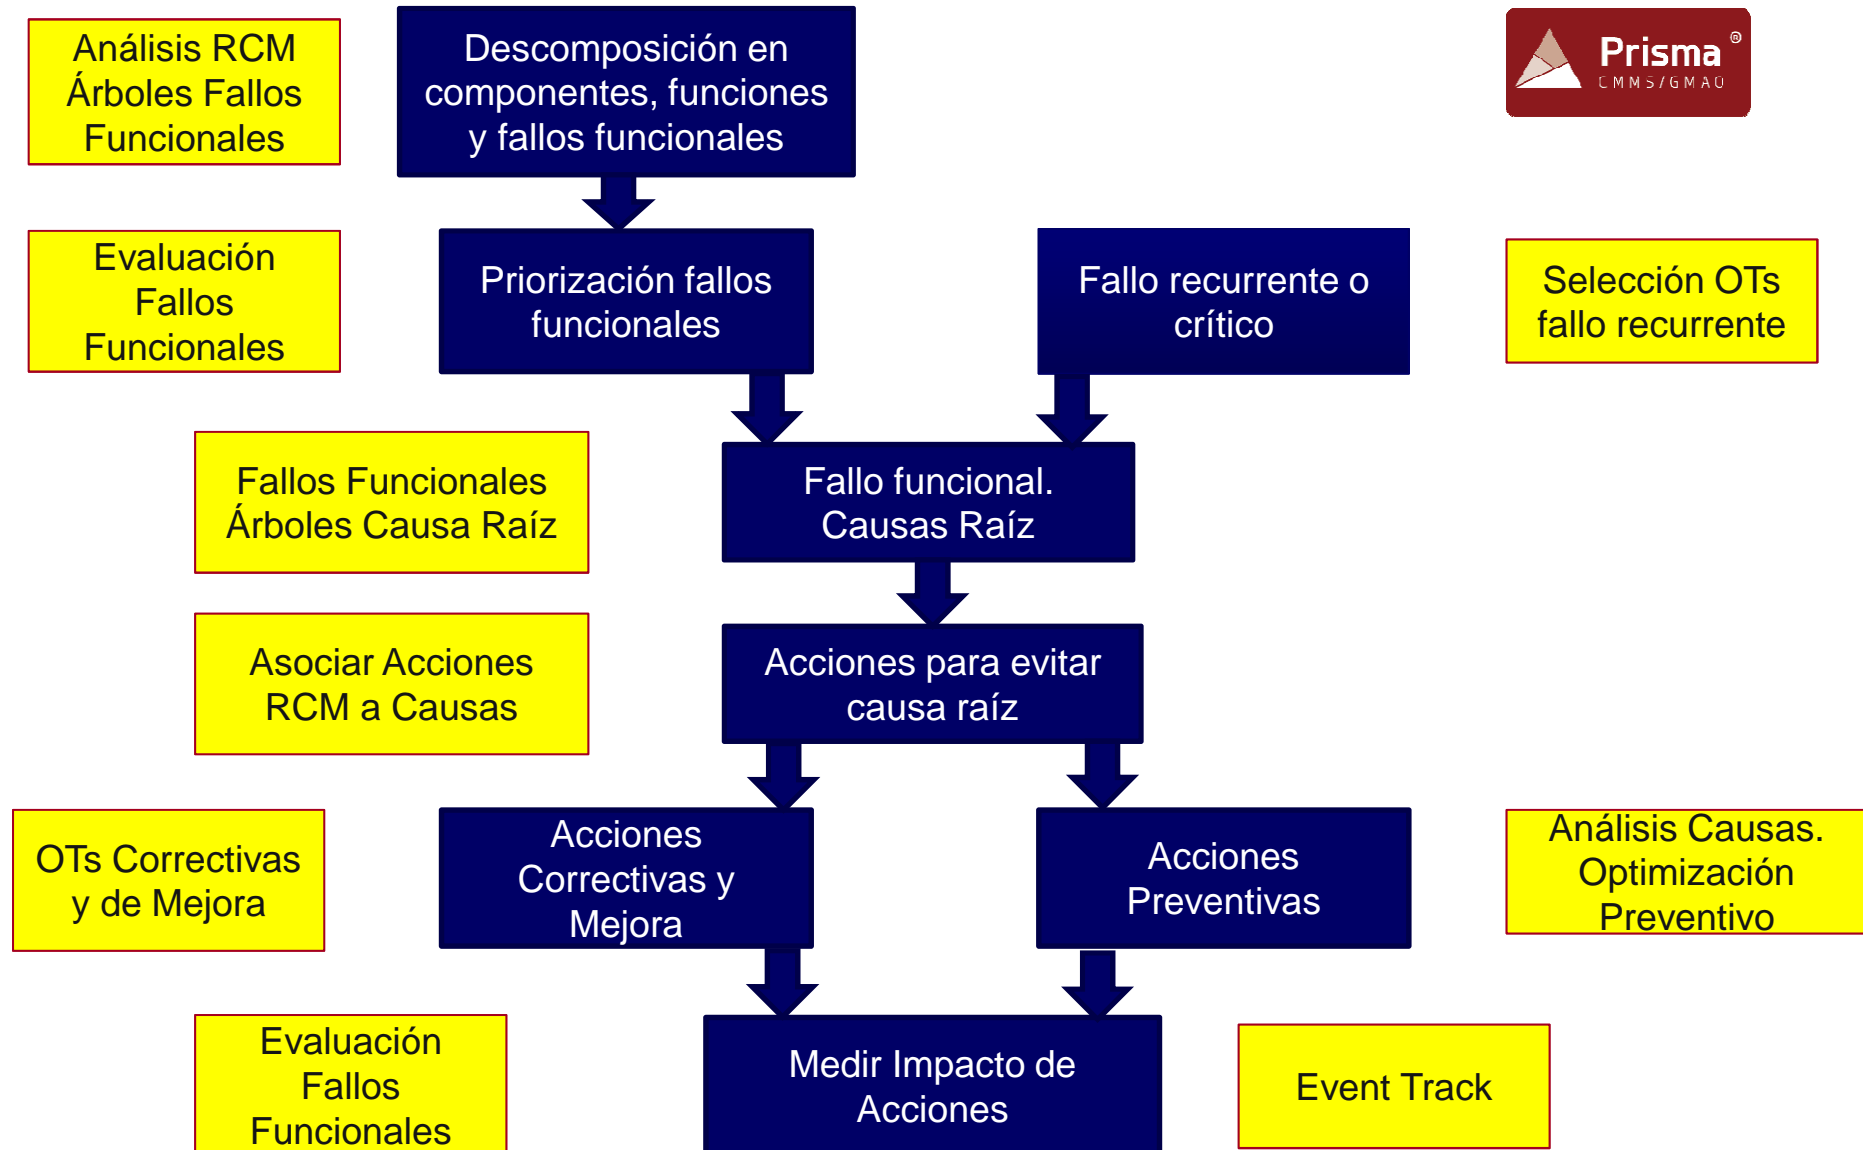 Análisis RCM
Árboles Fallos
Funcionales
Descomposición en
componentes, funciones
y fallos funcionales
Prisma ®
CMMS/GMAO
Evaluación
Fallos
Funcionales
Priorización fallos
funcionales
Fallo recurrente o
crítico
Selección OTs
fallo recurrente
Fallos Funcionales
Árboles Causa Raíz
Fallo funcional.
Causas Raíz
Asociar Acciones
RCM a Causas
Acciones para evitar
causa raíz
OTs Correctivas
y de Mejora
Acciones
Correctivas y
Mejora
Acciones
Preventivas
Análisis Causas.
Optimización
Preventivo
Evaluación
Fallos
Funcionales
Medir Impacto de
Acciones
Event Track